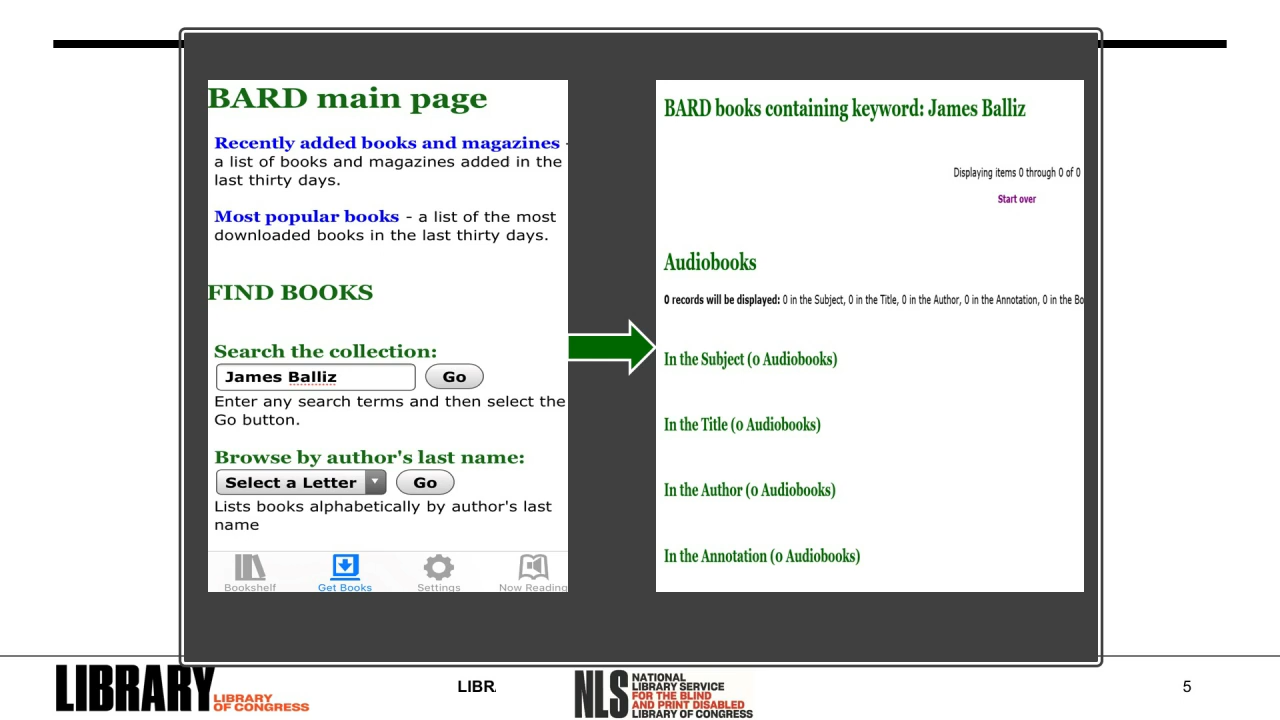 BARD main page
Recently added books and magazines -
a list of books and magazines added in the
last thirty days.
Most popular books - a list of the most
downloaded books in the last thirty days.
FIND BOOKS
Search the collection:
James Balliz Go
Enter any search terms and then select the
Go button.
Browse by author's last name:
Select a Letter Go
Lists books alphabetically by author's last
name
Bookshelf Get Books Settings Now Reading
BARD books containing keyword: James Balliz
Displaying items 0 through 0 of 0
Start over
Audiobooks
0 records will be displayed: 0 in the Subject, 0 in the Title, 0 in the Author, 0 in the Annotation, 0 in the Bo
In the Subject (0 Audiobooks)
In the Title (0 Audiobooks)
In the Author (0 Audiobooks)
In the Annotation (0 Audiobooks)
LIBRARY
LIBRARY
OF CONGRESS
LIBR
NLS
NATIONAL
LIBRARY SERVICE
FOR THE BLIND
AND PRINT DISABLED
LIBRARY OF CONGRESS
5